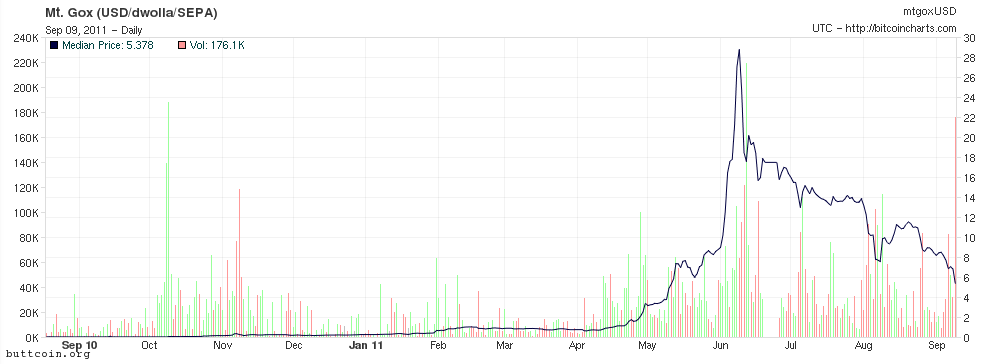 Mt. Gox (USD/dwolla/SEPA)
mtgoxUSD
Sep 09, 2011 - Daily
UTC - http://bitcoincharts.com
240K
Median Price: 5.378
Vol: 176.1K
30
220K
28
200K
26
180K
24
160K
22
140K
20
120K
18
100K
16
80K
14
60K
12
40K
10
20K
8
0K
6
4
2
0
Sep 10
Oct
Nov
Dec
Jan 11
Feb
Mar
Apr
May
Jun
Jul
Aug
Sep
buttcoin.org